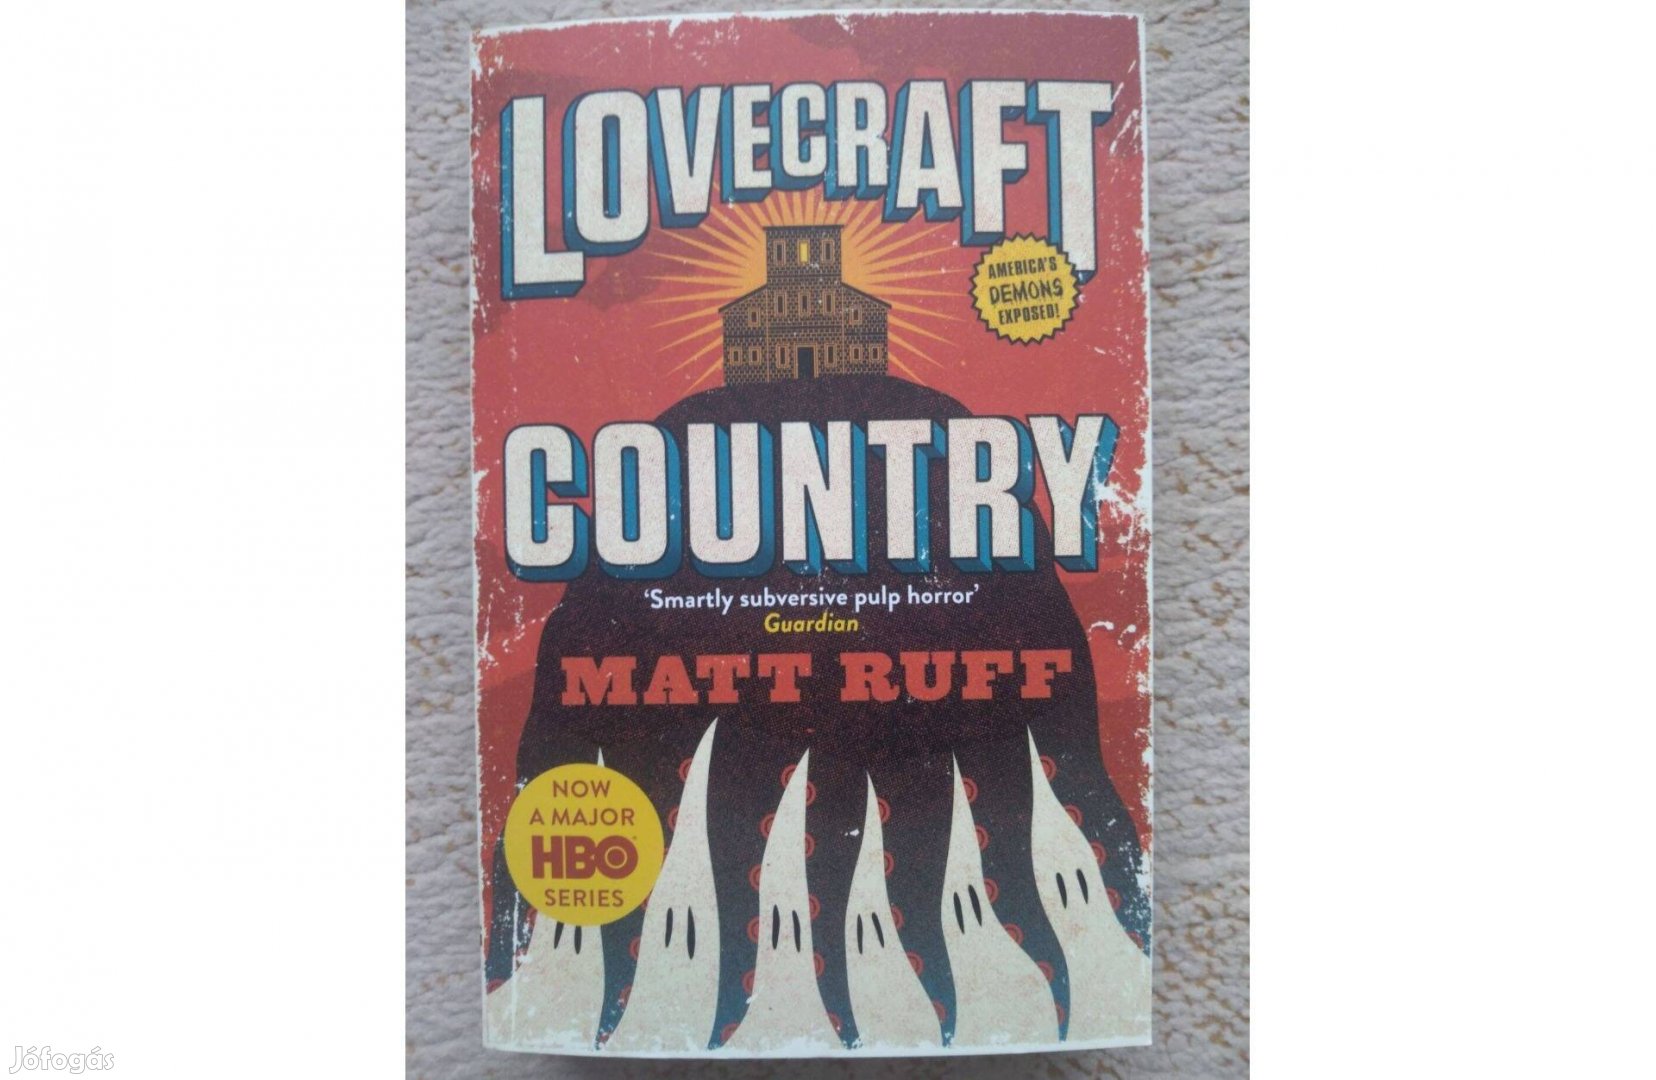 LOVECRAFT
AMERICA'S
DEMONS
EXPOSED!
COUNTRY
'Smartly subversive pulp horror'
Guardian
MATT RUFF
NOW
A MAJOR
HBO
SERIES
Jófogás